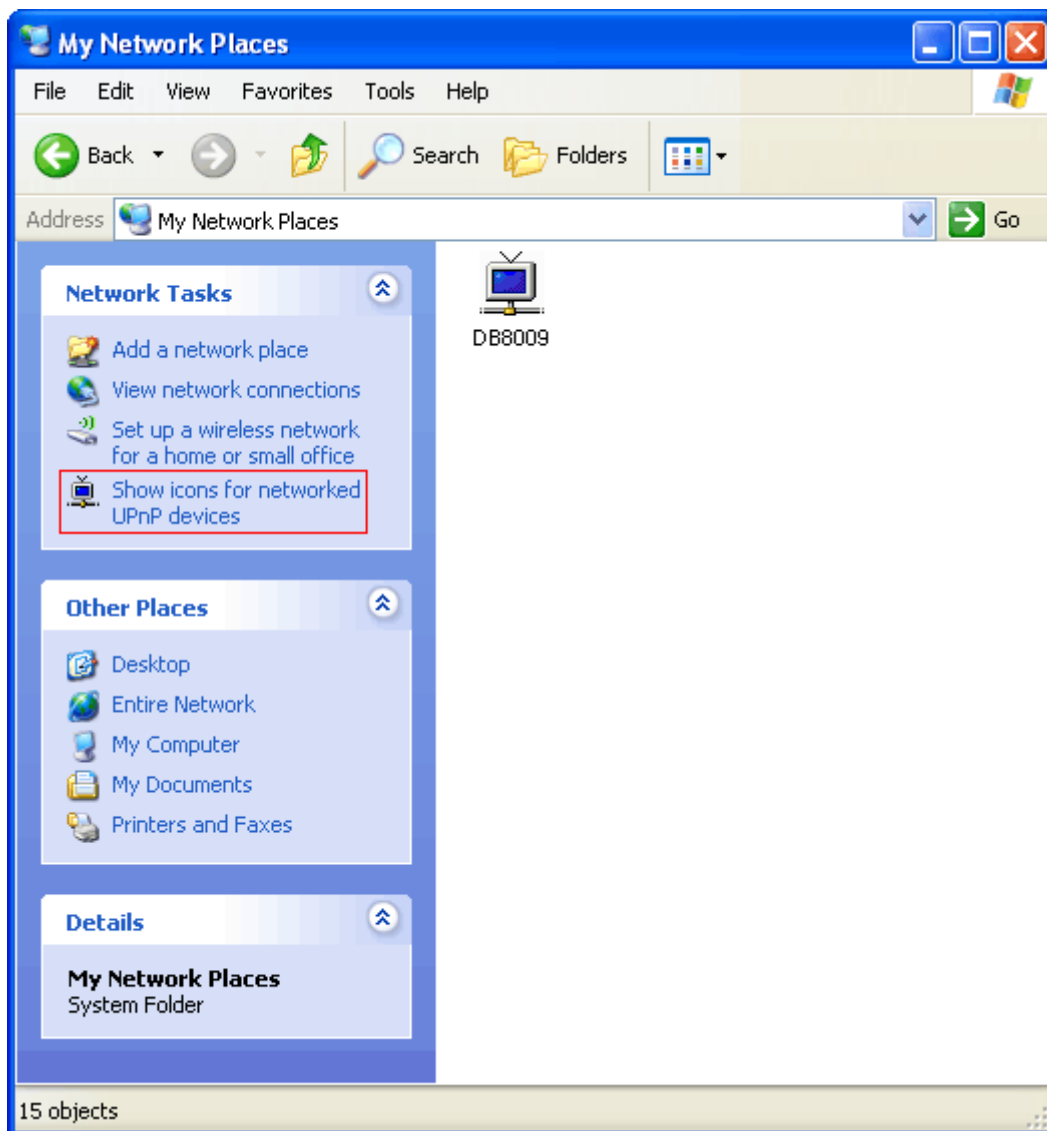 My Network Places
File Edit View Favorites Tools Help
Back Search Folders
Address My Network Places Go
Network Tasks
Add a network place
View network connections
Set up a wireless network
for a home or small office
Show icons for networked
UPnP devices
DB8009
Other Places
Desktop
Entire Network
My Computer
My Documents
Printers and Faxes
Details
My Network Places
System Folder
15 objects